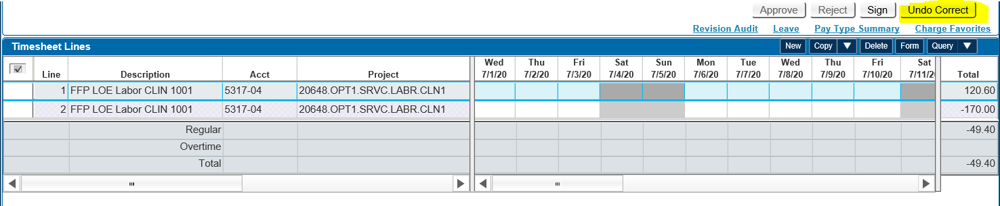 Approve Reject Sign Undo Correct
Revision Audit Leave Pay Type Summary Charge Favorites
Timesheet Lines New Copy Delete Form Query
Line Description Acct Project Wed 7/1/20 Thu 7/2/20 Fri 7/3/20 Sat 7/4/20 Sun 7/5/20 Mon 7/6/20 Tue 7/7/20 Wed 7/8/20 Thu 7/9/20 Fri 7/10/20 Sat 7/11/20 Total
1 FFP LOE Labor CLIN 1001 5317-04 20648.OPT1.SRVC.LABR.CLN1 120.60
2 FFP LOE Labor CLIN 1001 5317-04 20648.OPT1.SRVC.LABR.CLN1 -170.00
Regular -49.40
Overtime
Total -49.40